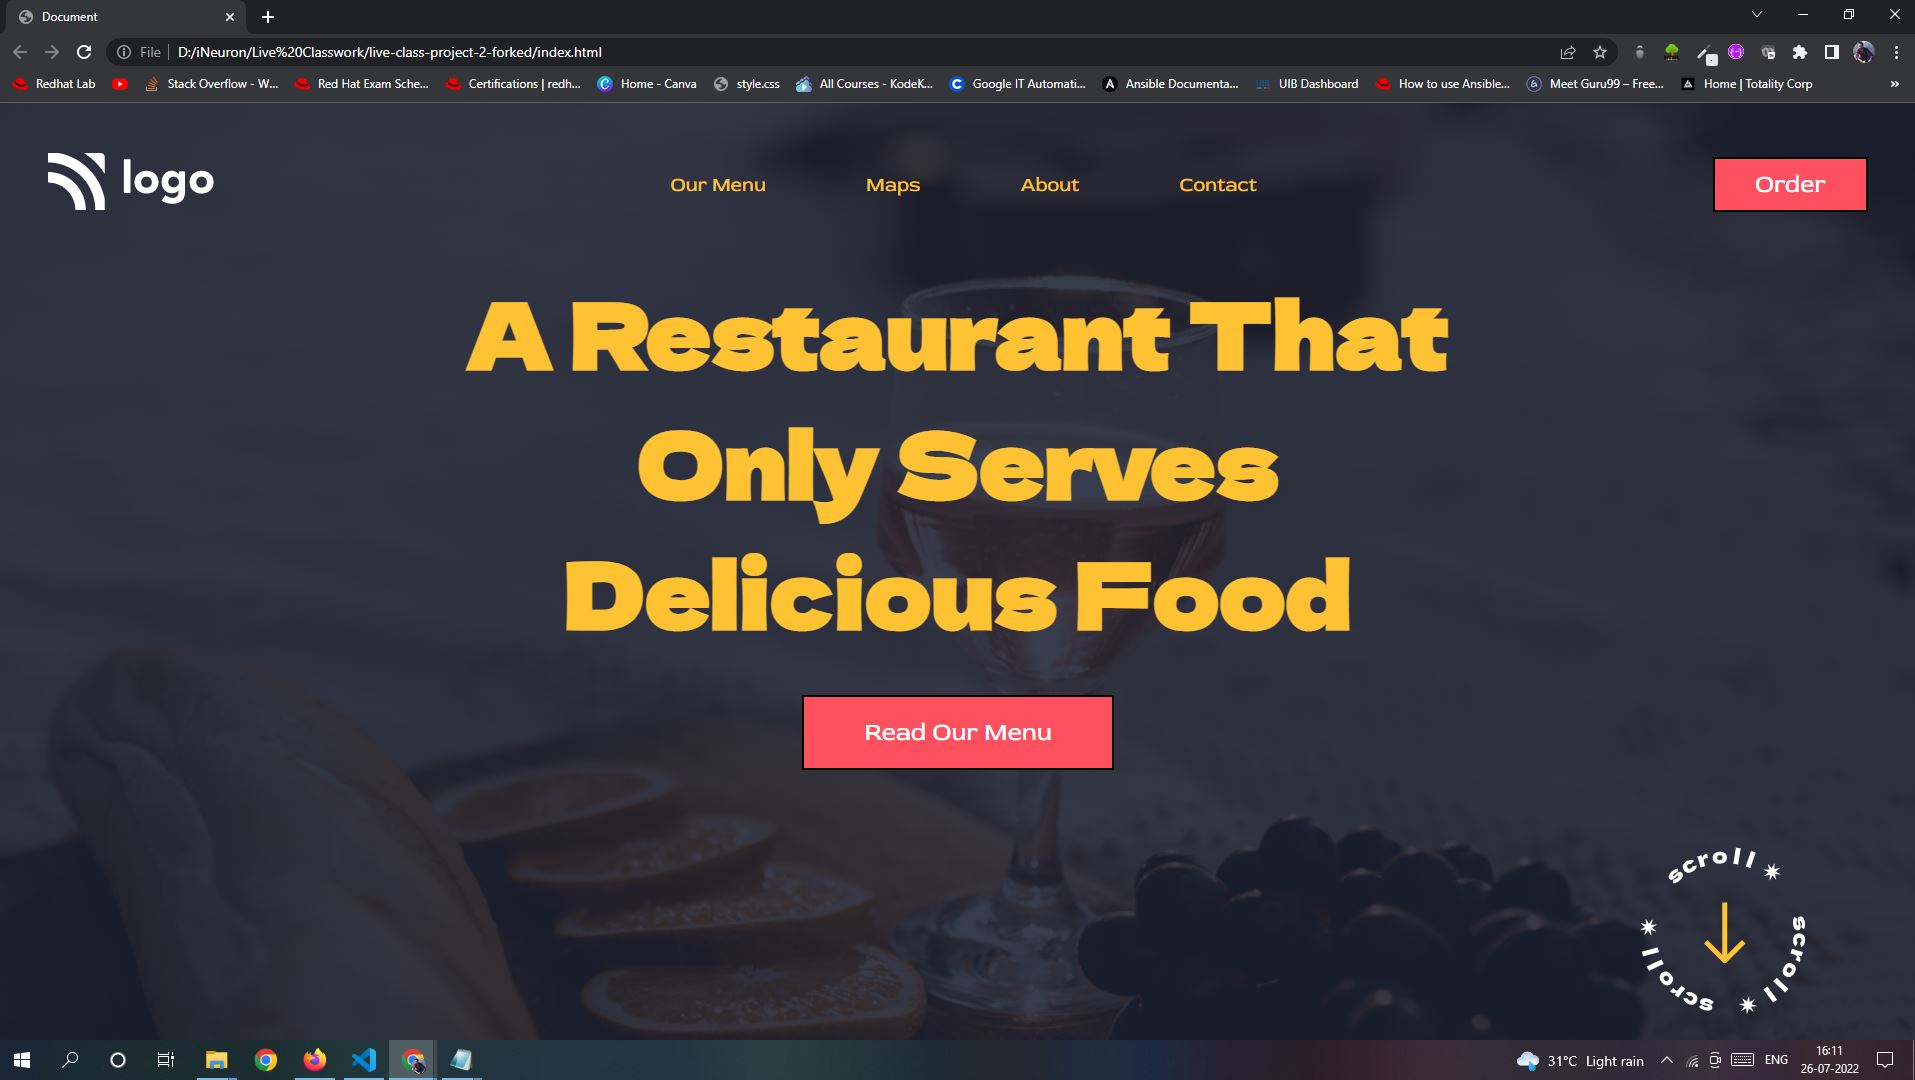 Document
File
D:/iNeuron/Live%20Classwork/live-class-project-2-forked/index.html
Redhat Lab
Stack Overflow - W...
Red Hat Exam Sche...
Certifications | redh...
Home - Canva
style.css
All Courses - KodeK...
Google IT Automati...
Ansible Documenta...
UIB Dashboard
How to use Ansible...
Meet Guru99 – Free...
Home | Totality Corp
logo
Our Menu
Maps
About
Contact
Order
A Restaurant That
Only Serves
Delicious Food
Read Our Menu
scroll
scroll
scroll
31°C Light rain
ENG
16:11
26-07-2022